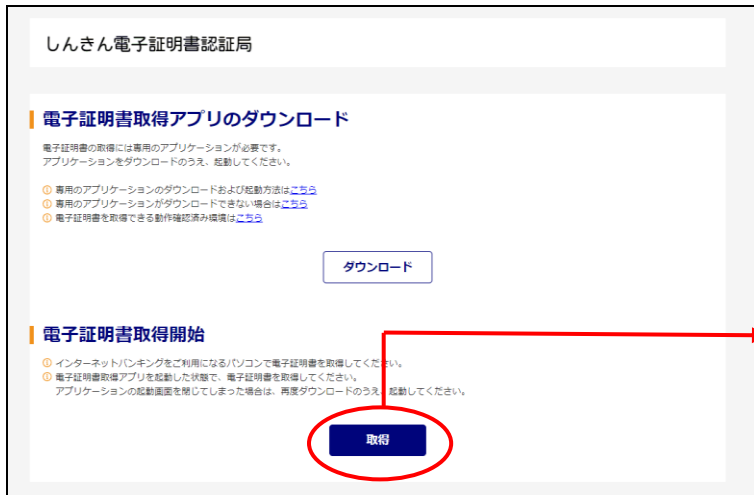 しんきん電子証明書認証局
電子証明書取得アプリのダウンロード
電子証明書の取得には専用のアプリケーションが必要です。
アプリケーションをダウンロードのうえ、起動してください。
専用のアプリケーションのダウンロードおよび起動方法はこちら
専用のアプリケーションがダウンロードできない場合はこちら
電子証明書を取得できる動作確認済み環境はこちら
ダウンロード
電子証明書取得開始
インターネットバンキングをご利用になるパソコンで電子証明書を取得してください。
電子証明書取得アプリを起動した状態で、電子証明書を取得してください。
アプリケーションの起動画面を閉じてしまった場合は、再度ダウンロードのうえ、起動してください。
取得